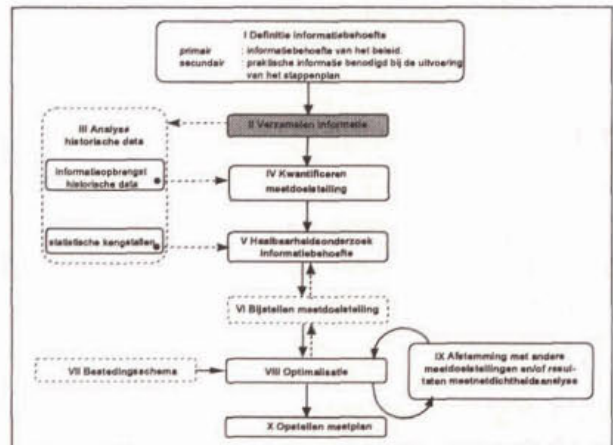 I Definitie informatiebehoefte
primair : informatiebehoefte van het beleid.
secundair : praktische informatie benodigd bij de uitvoering
van het stappenplan
II Verzamelen informatie
III Analyse
historische data
informatieopbrengst
historische data
IV Kwantificeren
meetdoelstelling
statistische kengetallen
V Haalbaarheidsonderzoek
informatiebehoefte
VI Bijstellen meetdoelstelling
VII Bestedingsschema
VIII Optimalisatie
IX Afstemming met andere
meetdoelstellingen en/of resul-
taten meetnetdichtheidsanalyse
X Opstellen meetplan